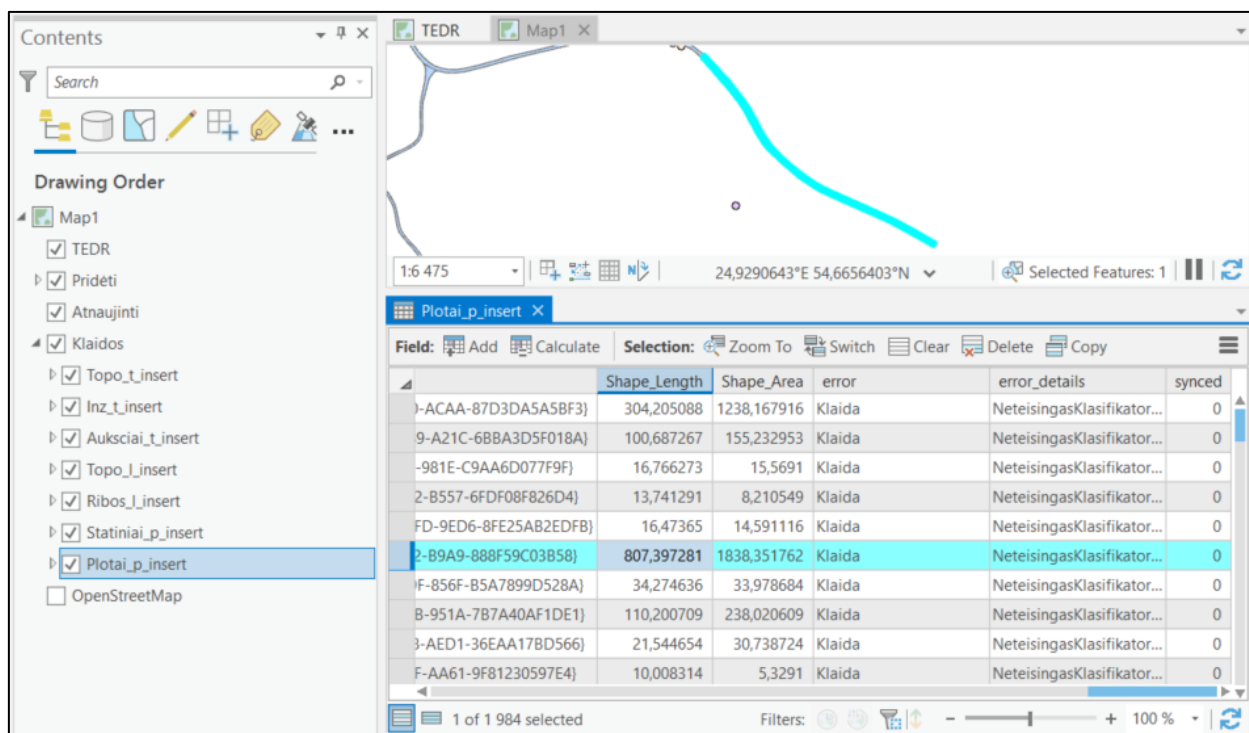 Contents
Search
Drawing Order
Map1
TEDR
Pridėti
Atnaujinti
Klaidos
Topo_t_insert
Inz_t_insert
Auksciai_t_insert
Topo_l_insert
Ribos_l_insert
Statiniai_p_insert
Plotai_p_insert
OpenStreetMap
TEDR Map1
1:6 475 24,9290643°E 54,6656403°N Selected Features: 1
Plotai_p_insert
Field: Add Calculate Selection: Zoom To Switch Clear Delete Copy
Shape_Length Shape_Area error error_details synced
-ACAA-87D3DA5A5BF3} 304,205088 1238,167916 Klaida NeteisingasKlasifikator... 0
9-A21C-6BBA3D5F018A} 100,687267 155,232953 Klaida NeteisingasKlasifikator... 0
-981E-C9AA6D077F9F} 16,766273 15,5691 Klaida NeteisingasKlasifikator... 0
2-B557-6FDF08F826D4} 13,741291 8,210549 Klaida NeteisingasKlasifikator... 0
FD-9ED6-8FE25AB2EDFB} 16,47365 14,591116 Klaida NeteisingasKlasifikator... 0
2-B9A9-888F59C03B58} 807,397281 1838,351762 Klaida NeteisingasKlasifikator... 0
F-856F-B5A7899D528A} 34,274636 33,978684 Klaida NeteisingasKlasifikator... 0
B-951A-7B7A40AF1DE1} 110,200709 238,020609 Klaida NeteisingasKlasifikator... 0
-AED1-36EAA17BD566} 21,544654 30,738724 Klaida NeteisingasKlasifikator... 0
F-AA61-9F81230597E4} 10,008314 5,3291 Klaida NeteisingasKlasifikator... 0
1 of 1 984 selected Filters: 100 %